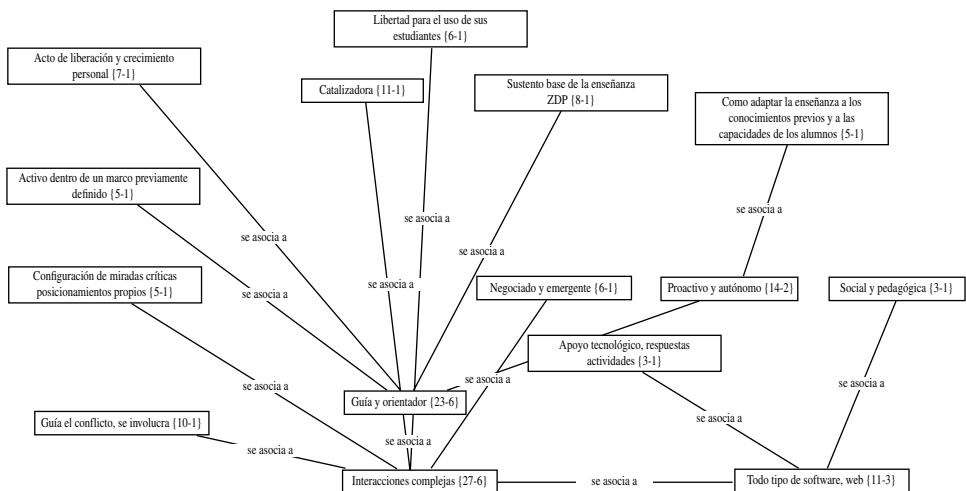 Libertad para el uso de sus
estudiantes {6-1}
Acto de liberación y crecimiento
personal {7-1}
Catalizadora {11-1}
Sustento base de la enseñanza
ZDP {8-1}
Como adaptar la enseñanza a los
conocimientos previos y a las
capacidades de los alumnos {5-1}
Activo dentro de un marco previamente
definido {5-1}
se asocia a
se asocia a
se asocia a
se asocia a
Configuración de miradas críticas
posicionamientos propios {5-1}
se asocia a
Negociado y emergente {6-1}
Proactivo y autónomo {14-2}
Social y pedagógica {3-1}
Apoyo tecnológico, respuestas
actividades {3-1}
se asocia a
se asocia a
se asocia a
se asocia a
Guía y orientador {23-6}
Guía el conflicto, se involucra {10-1}
se asocia a
se asocia a
se asocia a
Interacciones complejas {27-6}
se asocia a
Todo tipo de software, web {11-3}